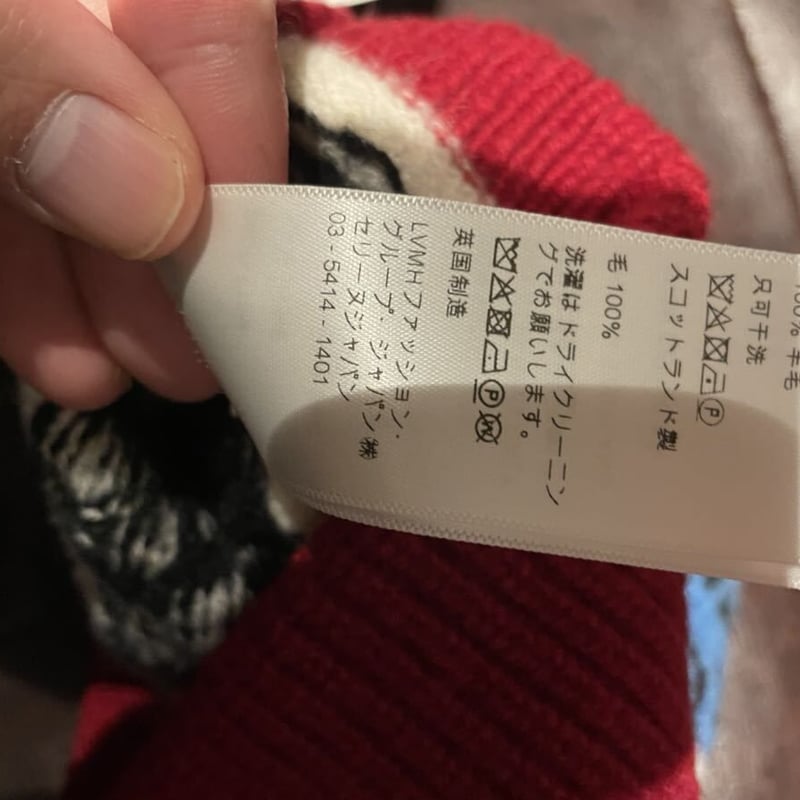 100% 羊毛
只可干洗
スコットランド製
毛 100%
洗濯はドライクリーニン
グでお願いします。
英国制造
LVMH ファッション・
グループ・ジャパン㈱
セリーヌジャパン
03 - 5414 - 1401